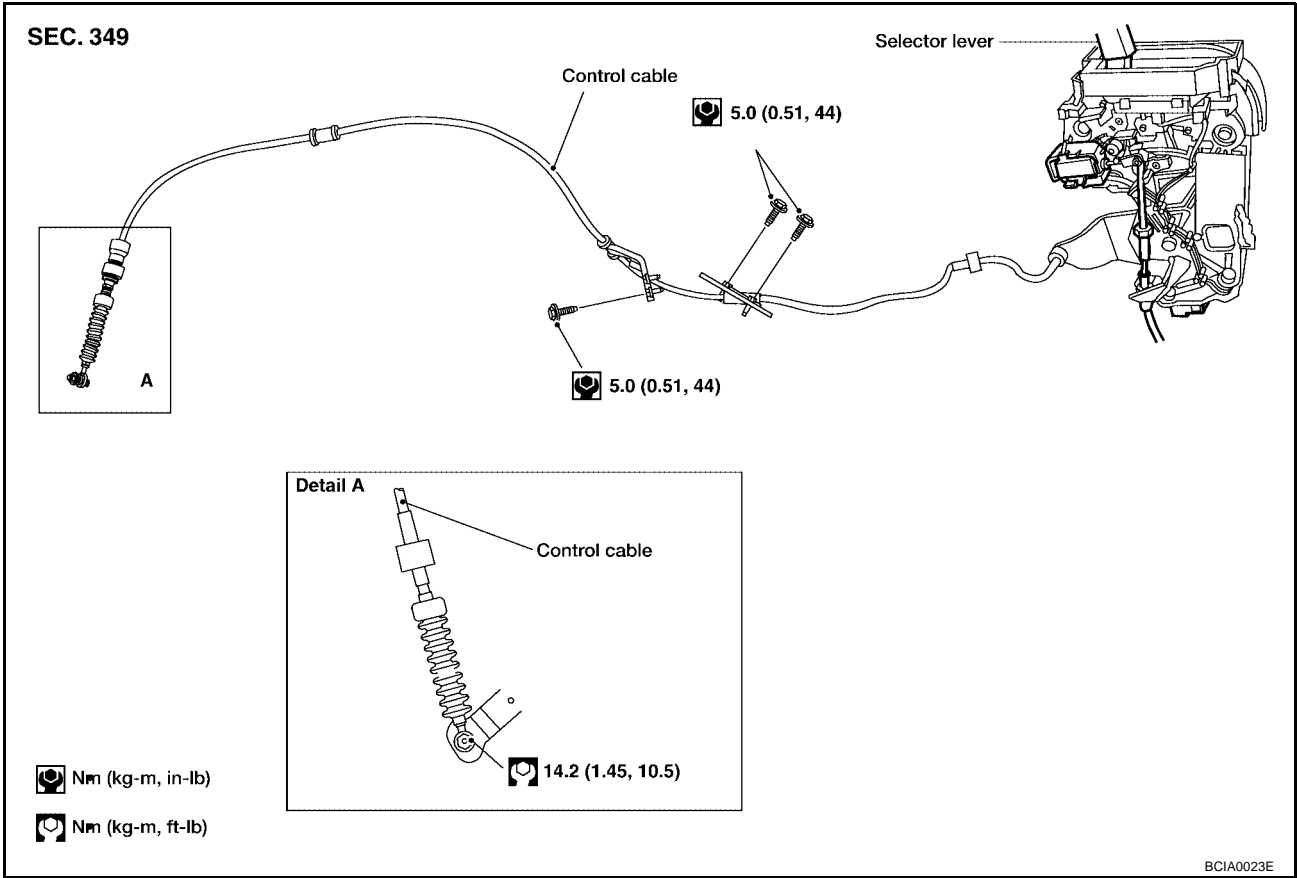 SEC. 349
Selector lever
Control cable
5.0 (0.51, 44)
A
5.0 (0.51, 44)
Detail A
Control cable
14.2 (1.45, 10.5)
N•m (kg-m, in-lb)
N•m (kg-m, ft-lb)
BCIA0023E